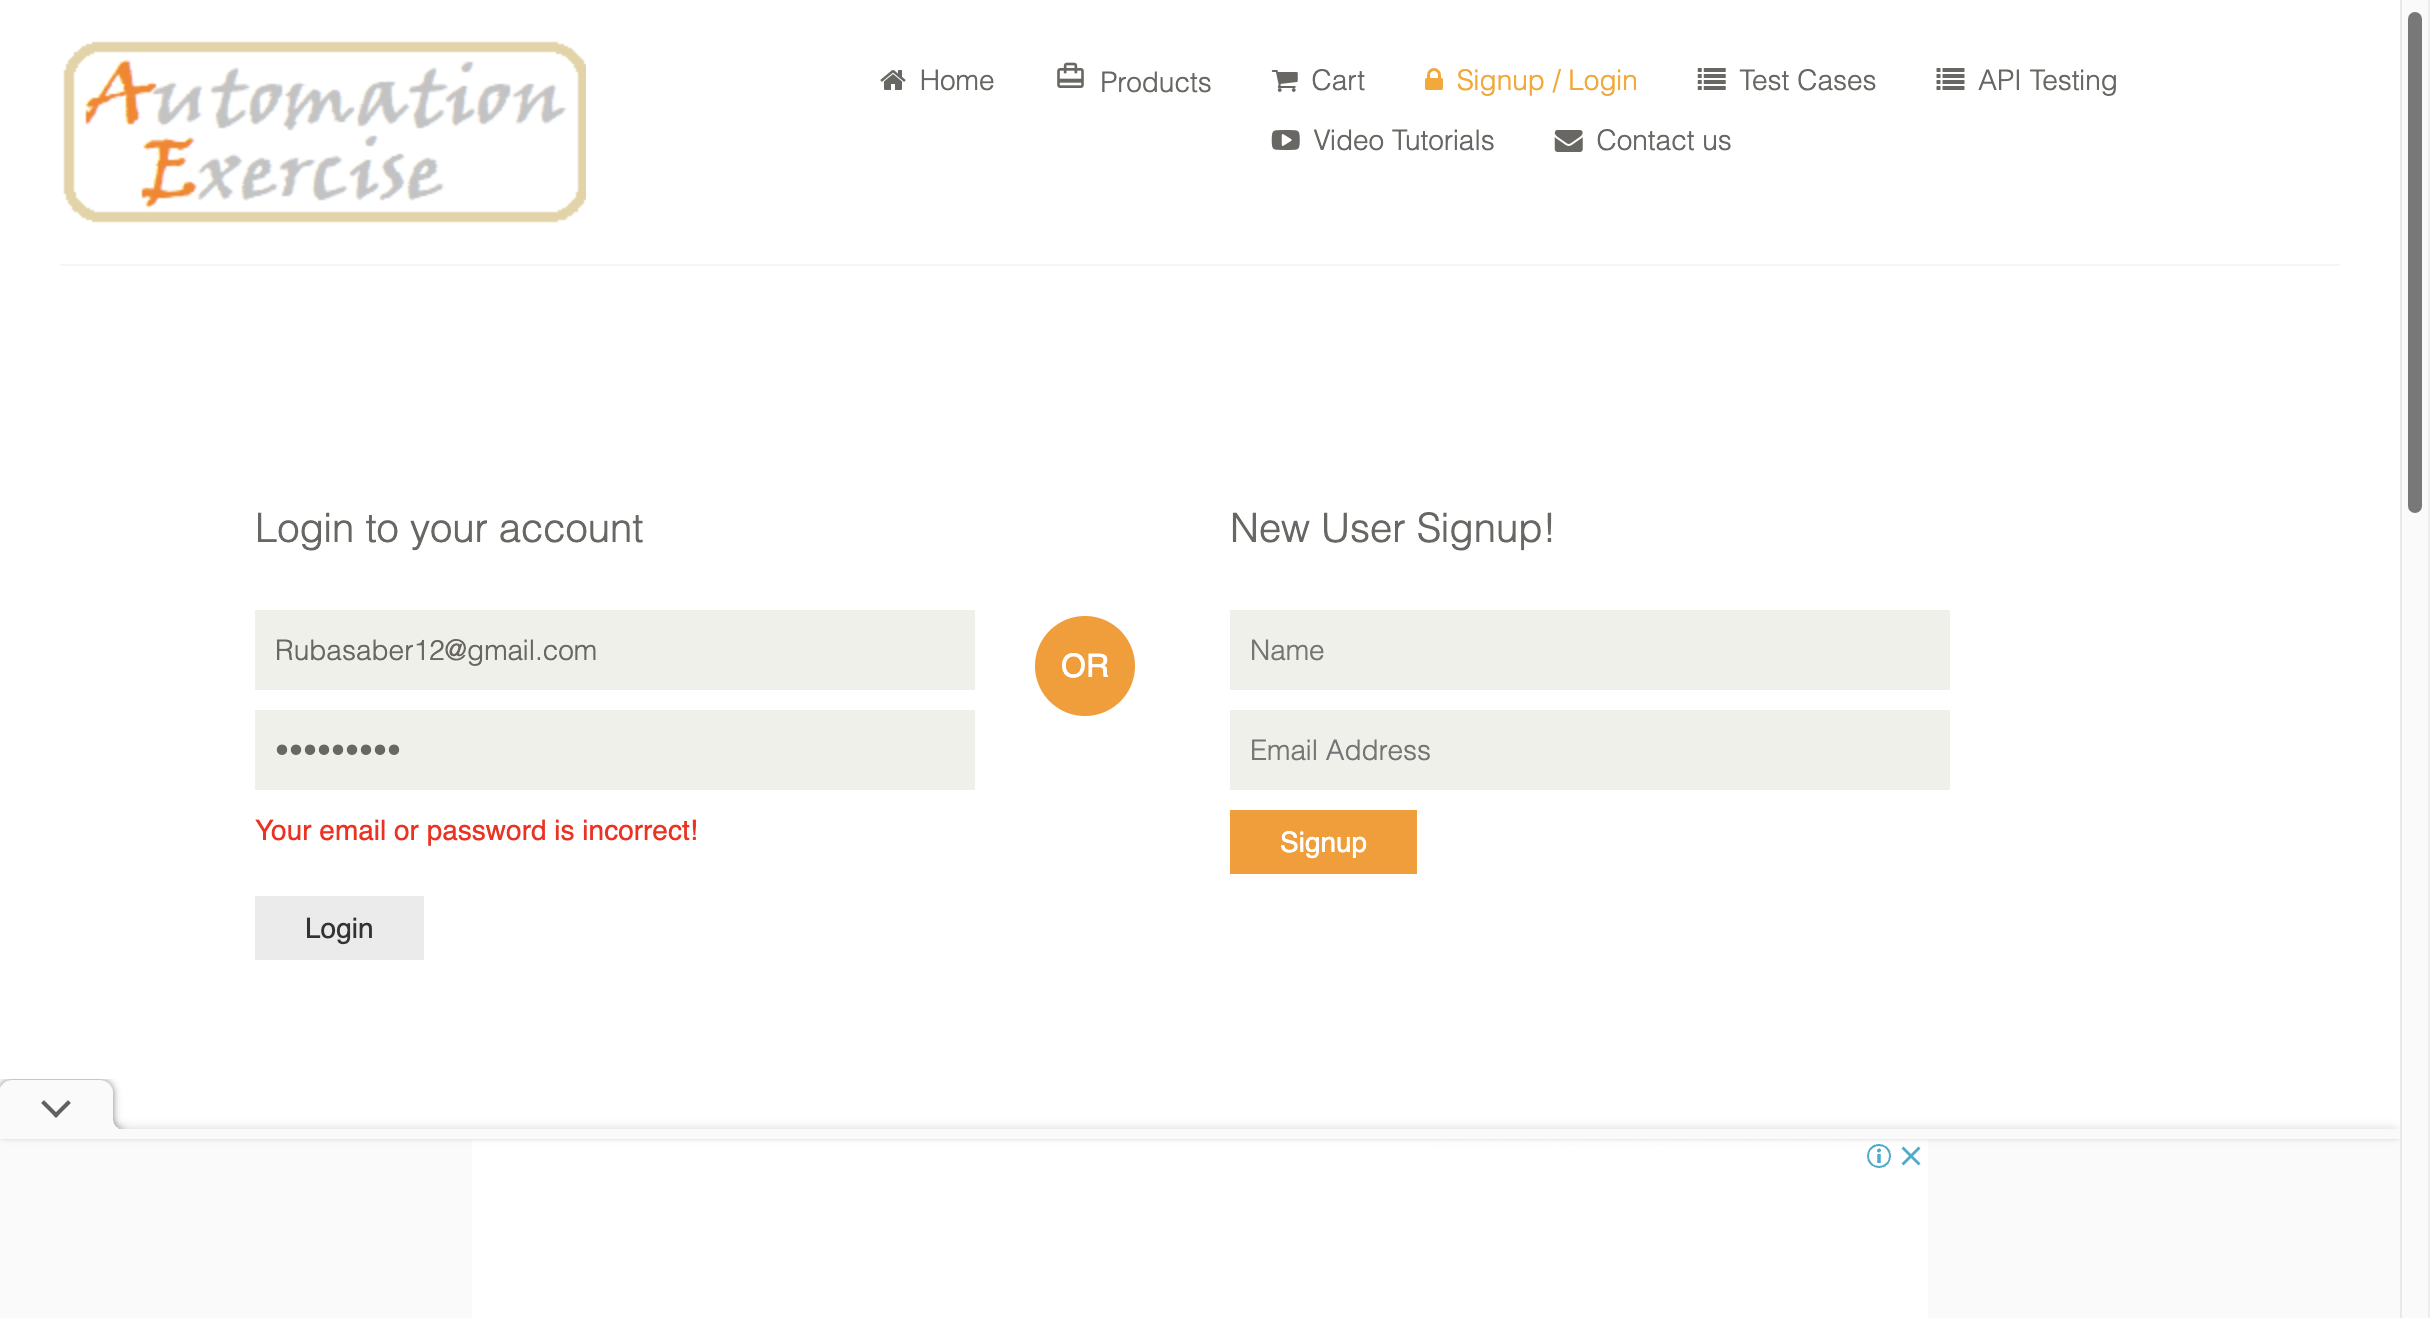 Automation
Exercise
Home
Products
Cart
Signup / Login
Test Cases
API Testing
Video Tutorials
Contact us
Login to your account
Rubasaber12@gmail.com
•••••••••
Your email or password is incorrect!
Login
OR
New User Signup!
Name
Email Address
Signup